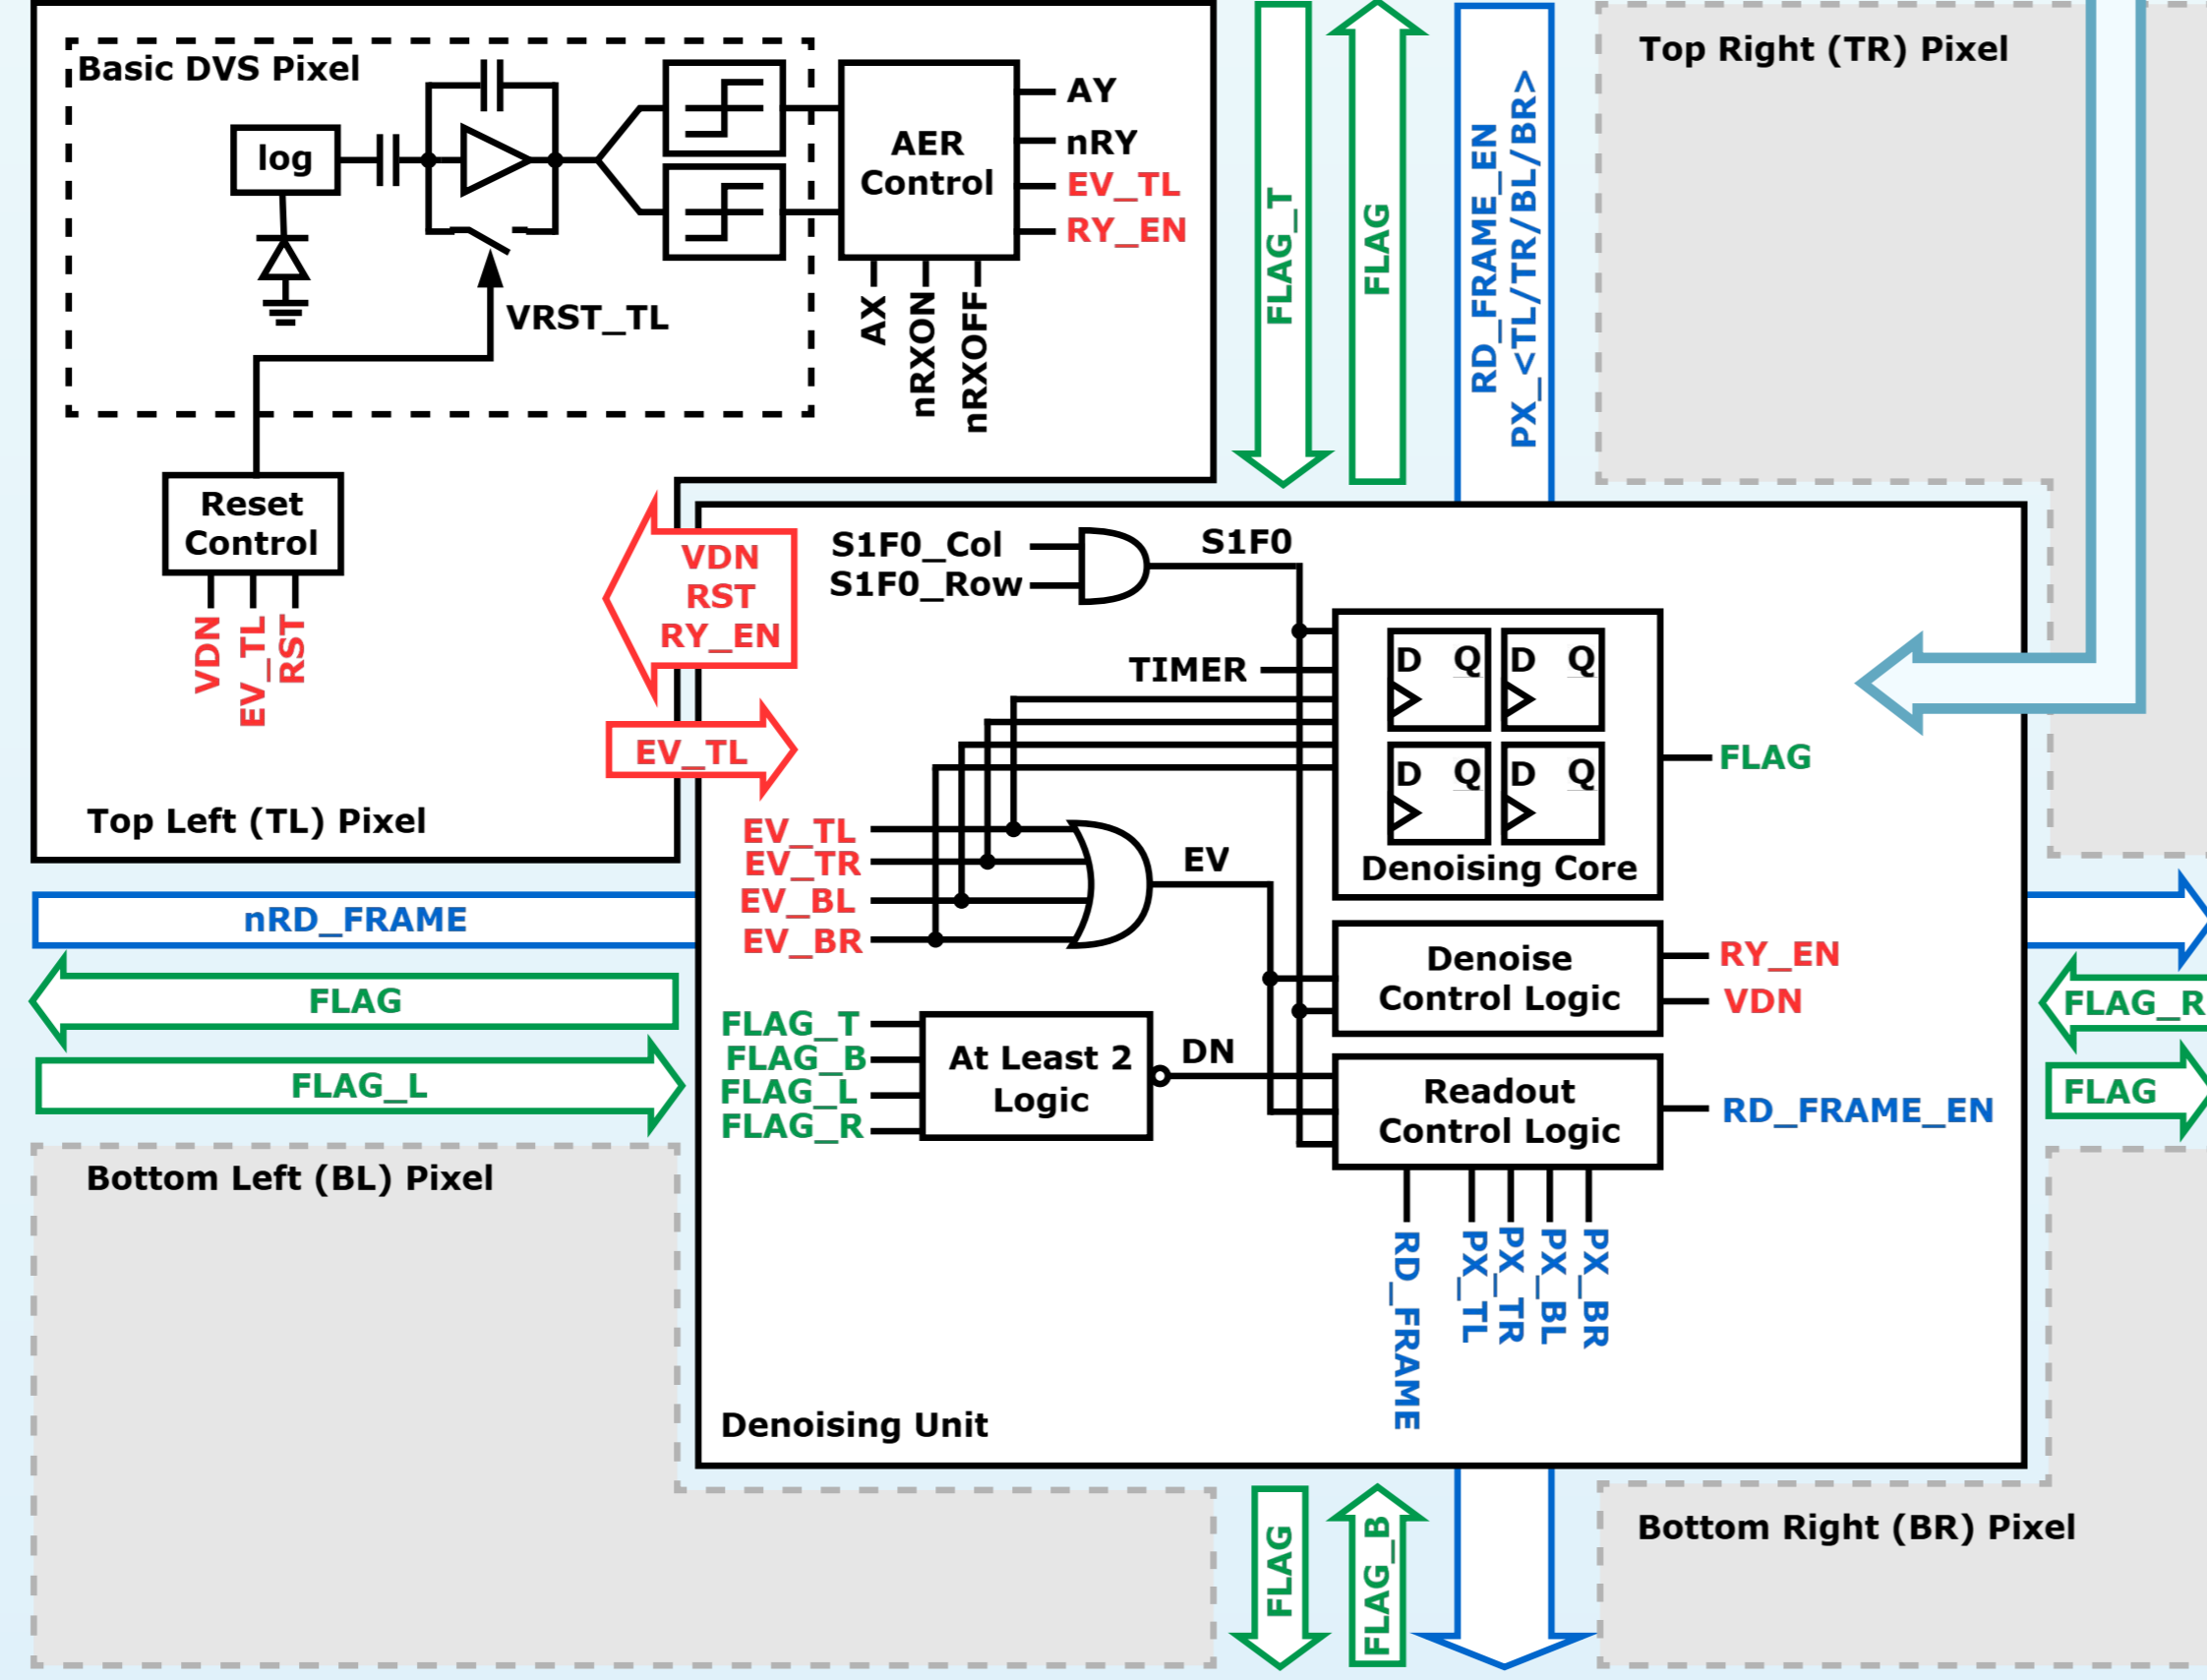 Basic DVS Pixel
log
VRST_TL
AER
Control
AY
nRY
EV_TL
RY_EN
AX
nRXON
nRXOFF
Reset
Control
VDN
EV_TL
RST
Top Left (TL) Pixel
FLAG_T
FLAG
RD_FRAME_EN
PX_<TL/TR/BL/BR>
Top Right (TR) Pixel
VDN
RST
RY_EN
EV_TL
S1F0_Col
S1F0_Row
S1F0
TIMER
D Q
D Q
D Q
D Q
Denoising Core
FLAG
EV_TL
EV_TR
EV_BL
EV_BR
EV
Denoise
Control Logic
RY_EN
VDN
FLAG_T
FLAG_B
FLAG_L
FLAG_R
At Least 2
Logic
DN
Readout
Control Logic
RD_FRAME_EN
RD_FRAME
PX_TL
PX_TR
PX_BL
PX_BR
Denoising Unit
nRD_FRAME
FLAG
FLAG_L
FLAG_R
FLAG
Bottom Left (BL) Pixel
FLAG
FLAG_B
Bottom Right (BR) Pixel